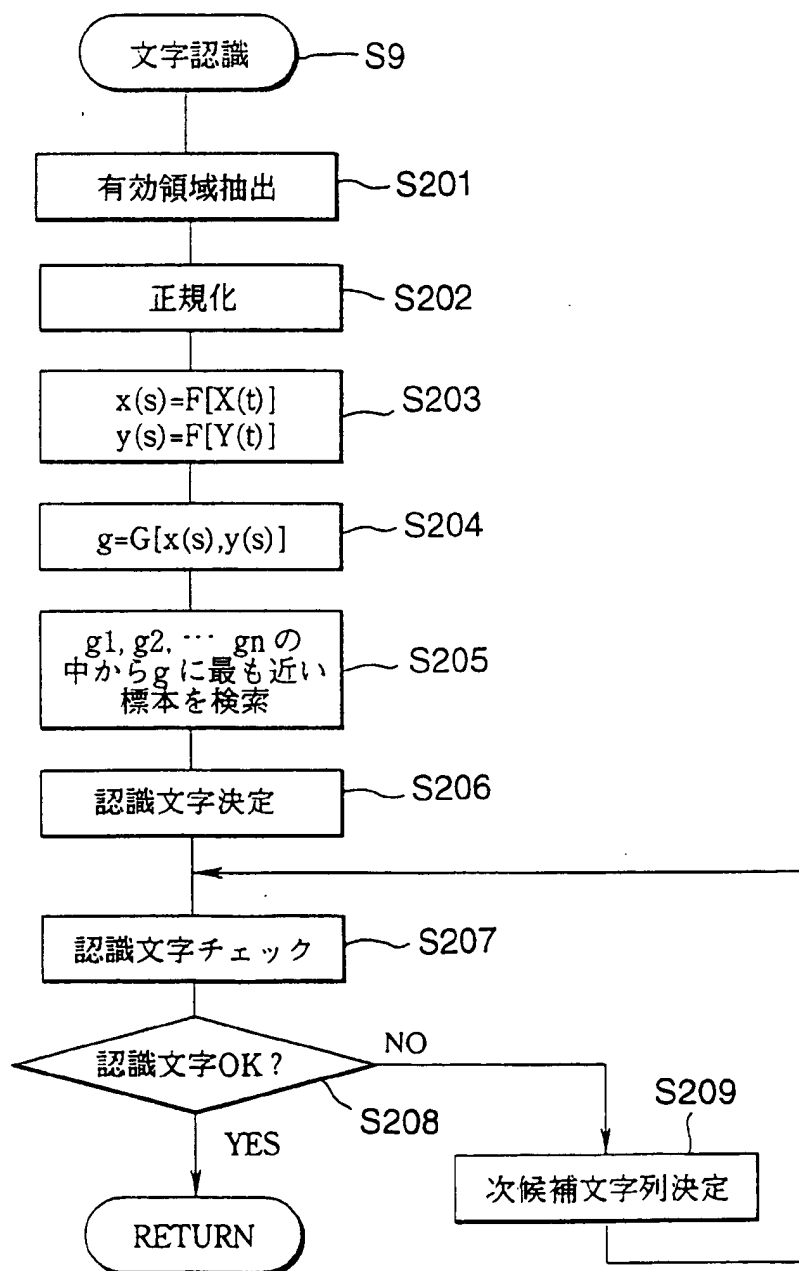 文字認識
S9
有効領域抽出
S201
正規化
S202
x(s)=F[X(t)]
y(s)=F[Y(t)]
S203
g=G[x(s),y(s)]
S204
g1,g2,… gn の
中からgに最も近い
標本を検索
S205
認識文字決定
S206
認識文字チェック
S207
認識文字OK?
NO
S208
YES
S209
次候補文字列決定
RETURN